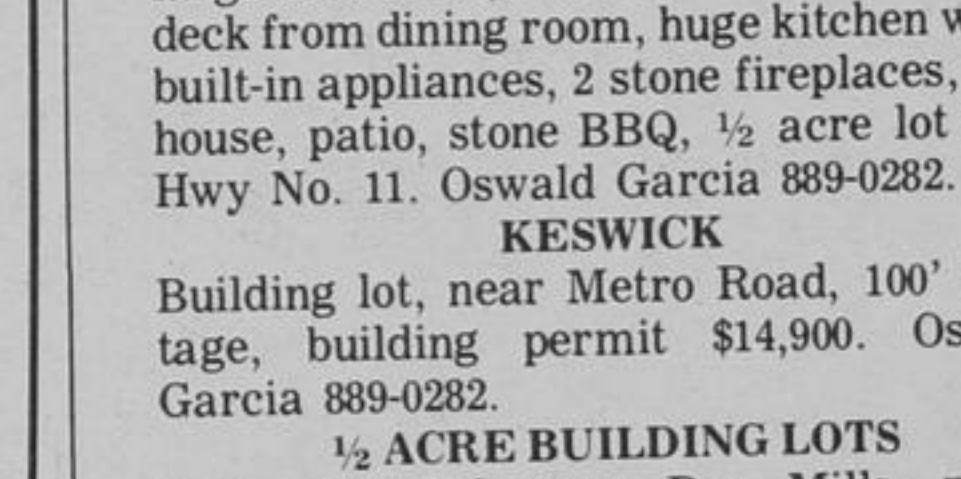 deck from dining room, huge kitchen
built-in appliances, 2 stone fireplaces,
house, patio, stone BBQ, ½ acre lot
Hwy No. 11. Oswald Garcia 889-0282.
KESWICK
Building lot, near Metro Road, 100'
tage, building permit $14,900. Os
Garcia 889-0282.
½ ACRE BUILDING LOTS